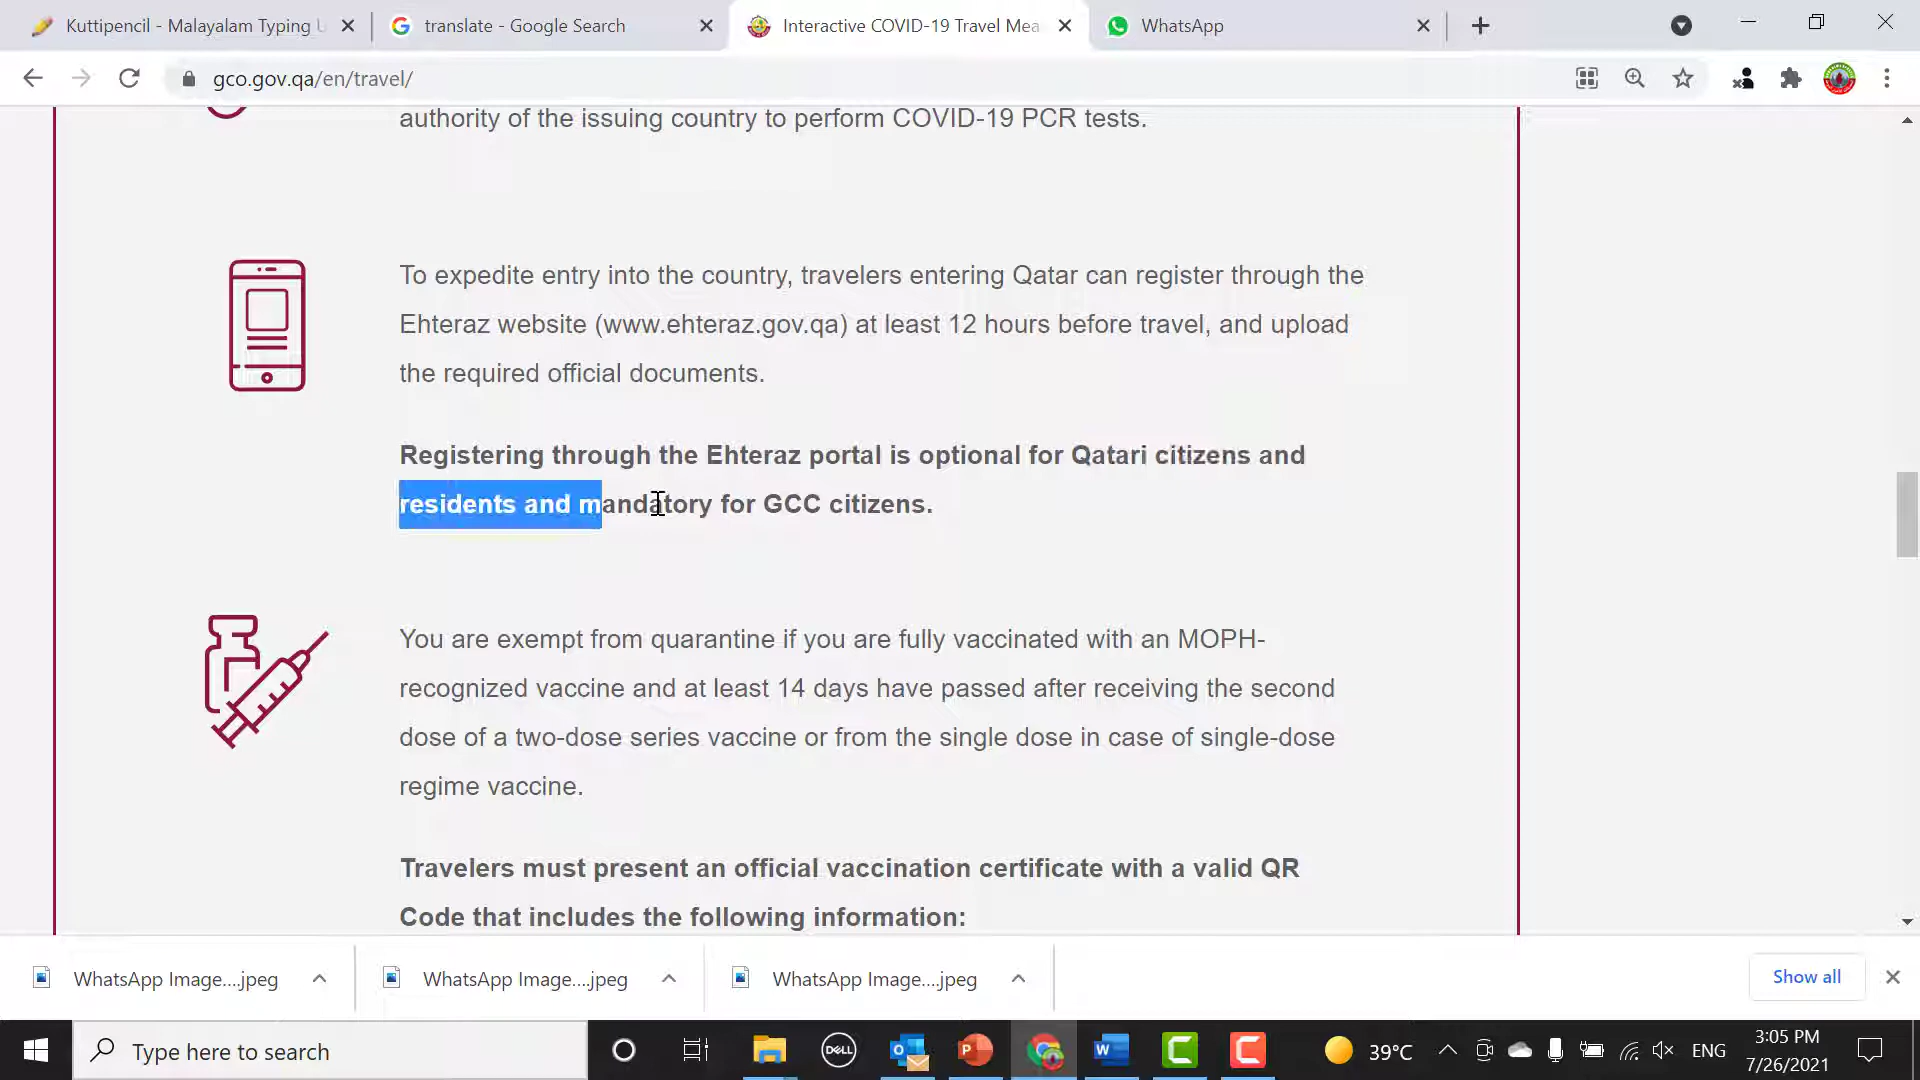 Kuttipencil - Malayalam Typing U
translate - Google Search
Interactive COVID-19 Travel Mea
WhatsApp
gco.gov.qa/en/travel/
authority of the issuing country to perform COVID-19 PCR tests.
To expedite entry into the country, travelers entering Qatar can register through the
Ehteraz website (www.ehteraz.gov.qa) at least 12 hours before travel, and upload
the required official documents.
Registering through the Ehteraz portal is optional for Qatari citizens and
residents and mandatory for GCC citizens.
You are exempt from quarantine if you are fully vaccinated with an MOPH-
recognized vaccine and at least 14 days have passed after receiving the second
dose of a two-dose series vaccine or from the single dose in case of single-dose
regime vaccine.
Travelers must present an official vaccination certificate with a valid QR
Code that includes the following information:
WhatsApp Image....jpeg
WhatsApp Image....jpeg
WhatsApp Image....jpeg
Show all
Type here to search
DELL
39°C
ENG
3:05 PM
7/26/2021